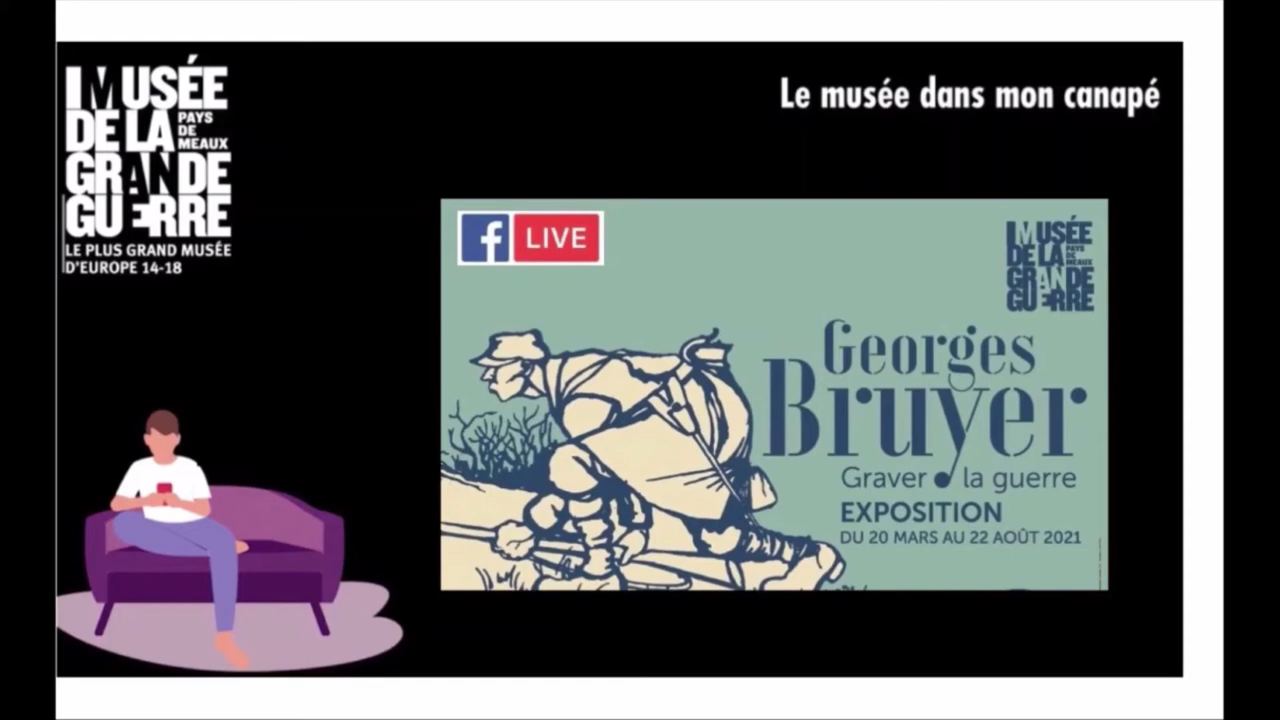 MUSÉE
DE LA PAYS DE MEAUX
GRANDE
GUERRE
LE PLUS GRAND MUSÉE
D'EUROPE 14-18
Le musée dans mon canapé
f LIVE
MUSÉE
DE LA PAYS DE MEAUX
GRANDE
GUERRE
Georges
Bruyer
Graver la guerre
EXPOSITION
DU 20 MARS AU 22 AOÛT 2021